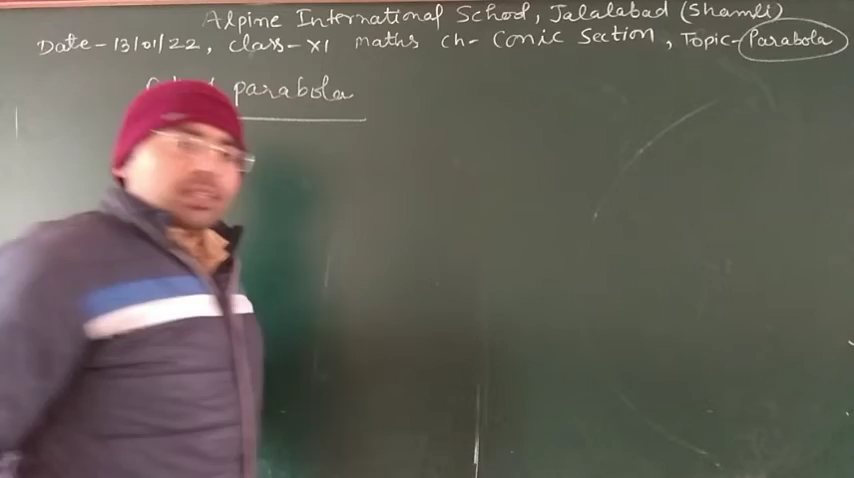 Alpine International School, Jalalabad (Shamli)
Date-13/01/22, class-XI maths ch- Conic Section, Topic-Parabola
parabola